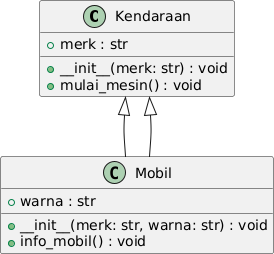 C Kendaraan
merk : str
__init__(merk: str) : void
mulai_mesin() : void
C Mobil
warna : str
__init__(merk: str, warna: str) : void
info_mobil() : void